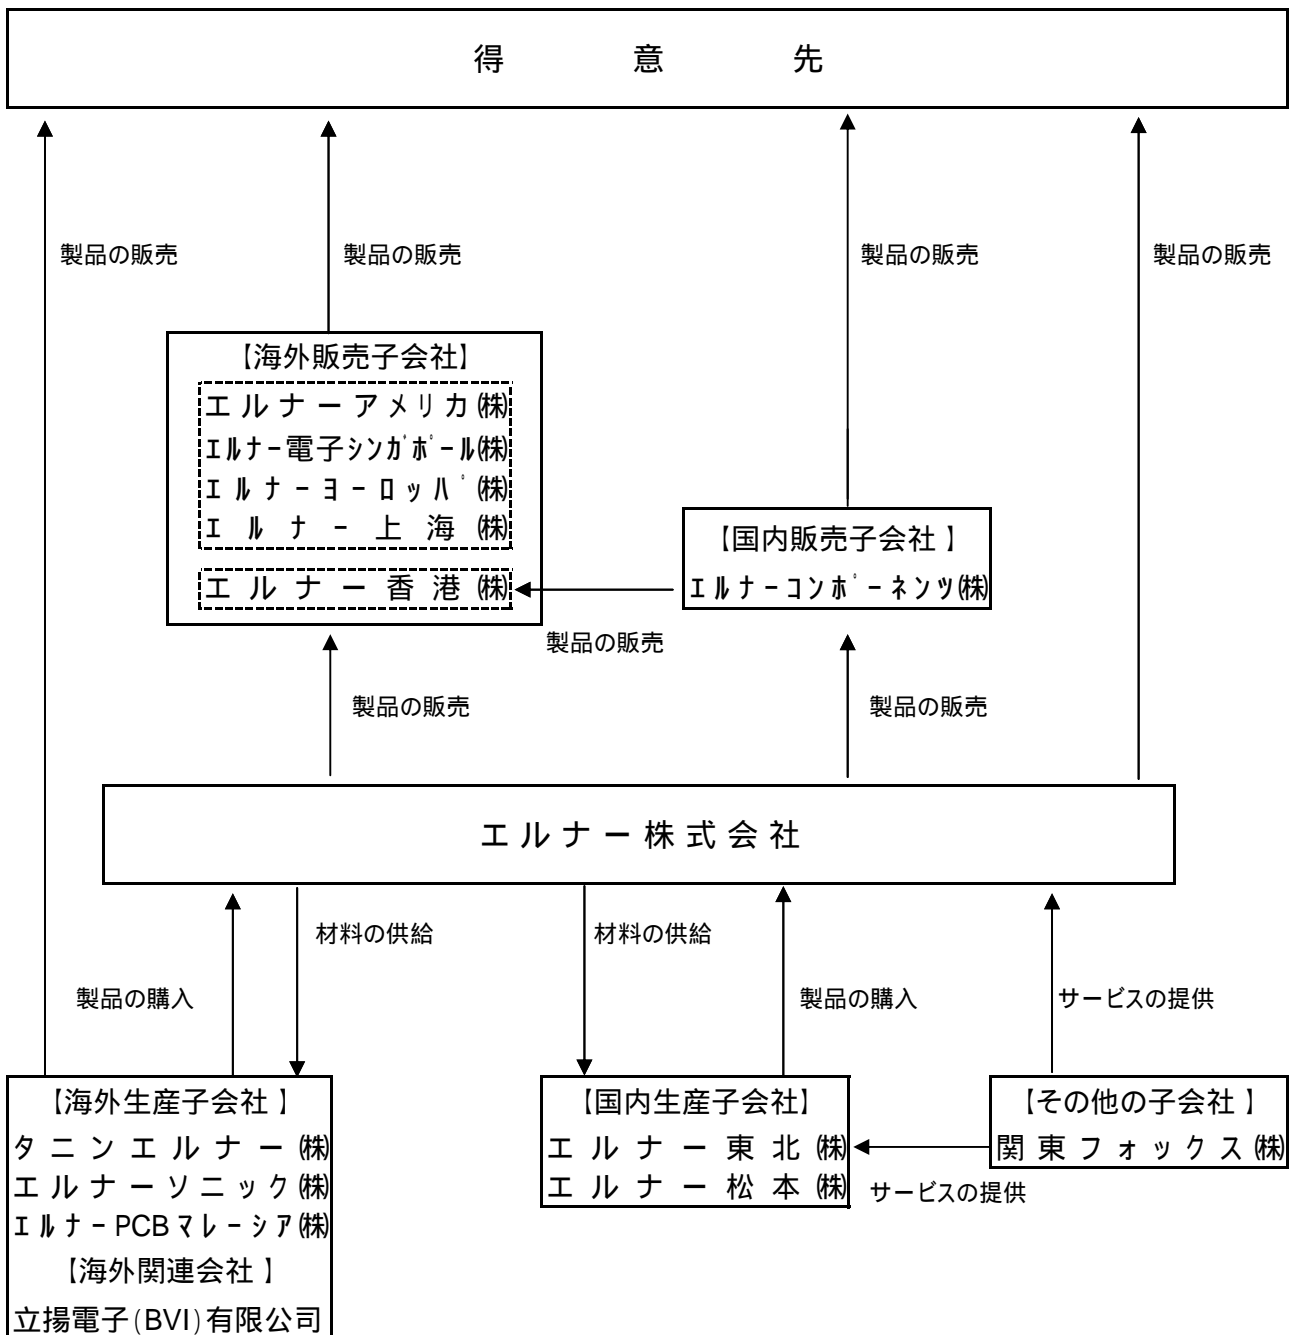 得意先
製品の販売
製品の販売
製品の販売
製品の販売
【海外販売子会社】
エルナーアメリカ㈱
ｴﾙﾅｰ電子ｼﾝｶﾞﾎﾟｰﾙ㈱
ｴﾙﾅｰﾖｰﾛｯﾊﾟ㈱
ｴﾙﾅｰ上海㈱
エルナー香港㈱
【国内販売子会社】
ｴﾙﾅｰｺﾝﾎﾟｰﾈﾝﾂ㈱
製品の販売
製品の販売
製品の販売
エルナー株式会社
材料の供給
材料の供給
製品の購入
製品の購入
サービスの提供
【海外生産子会社】
タニンエルナー㈱
エルナーソニック㈱
ｴﾙﾅｰPCBﾏﾚｰｼｱ㈱
【海外関連会社】
立揚電子(BVI)有限公司
【国内生産子会社】
エルナー東北㈱
エルナー松本㈱
【その他の子会社】
関東フォックス㈱
サービスの提供